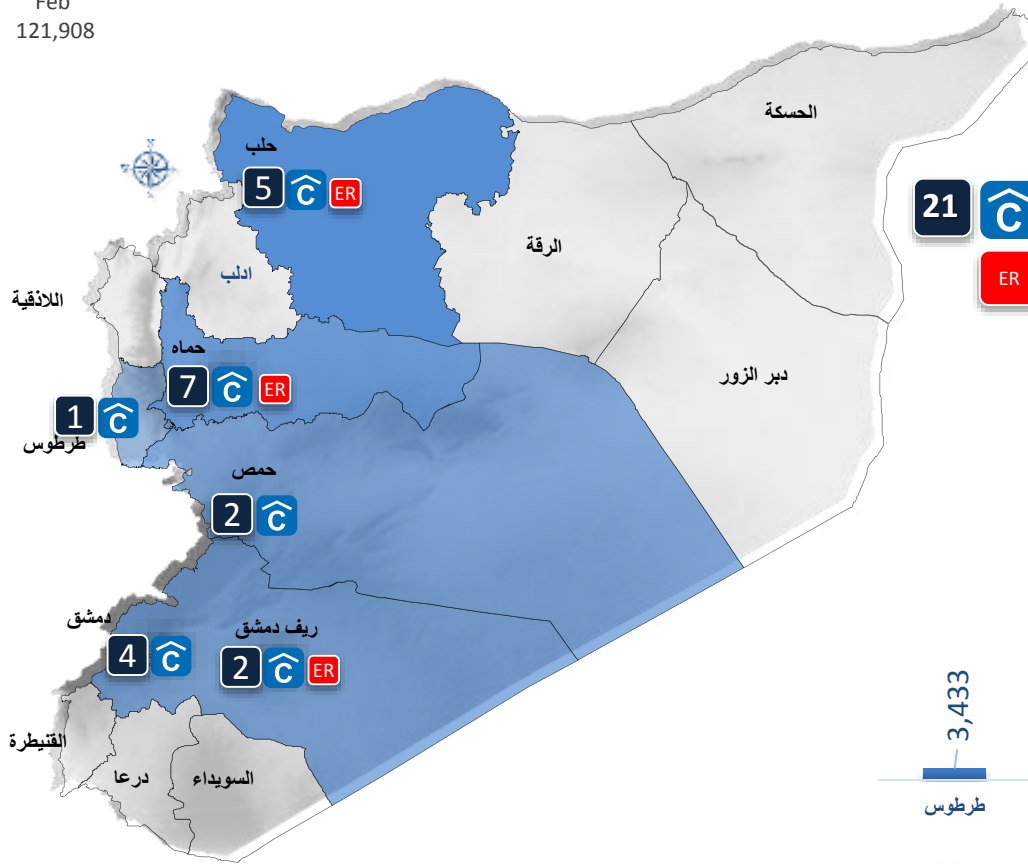 Feb
121,908
الحسكة
حلب
5 C ER
21 C
ER
الرقة
ادلب
اللاذقية
حماه
7 C ER
دبر الزور
1 C
طرطوس
حمص
2 C
دمشق
4 C
ريف دمشق
2 C ER
3,433
طرطوس
القنيطرة
درعا
السويداء